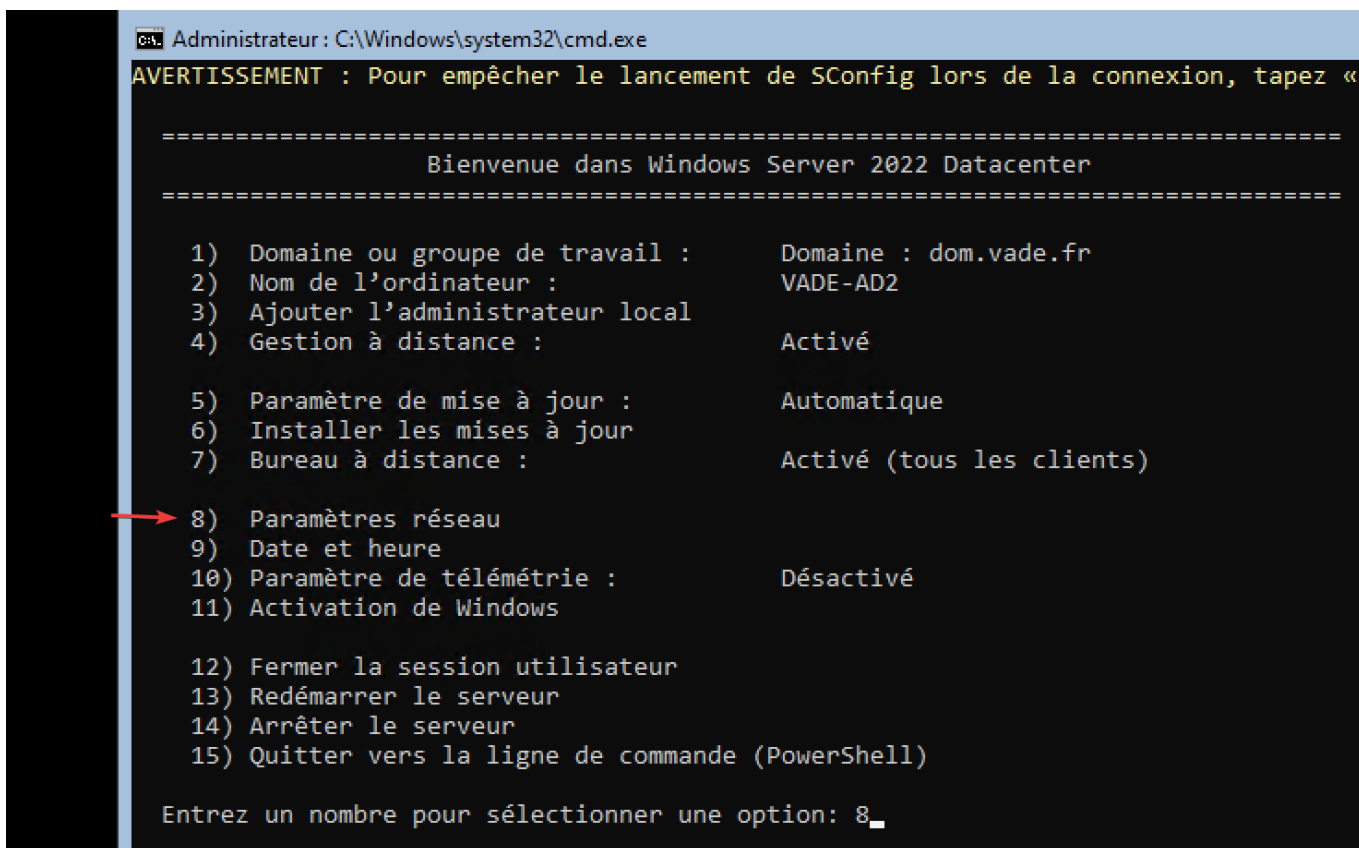 Administrateur : C:\Windows\system32\cmd.exe
AVERTISSEMENT : Pour empêcher le lancement de SConfig lors de la connexion, tapez «
================================================================================
Bienvenue dans Windows Server 2022 Datacenter
================================================================================
1) Domaine ou groupe de travail : Domaine : dom.vade.fr
2) Nom de l’ordinateur : VADE-AD2
3) Ajouter l’administrateur local
4) Gestion à distance : Activé
5) Paramètre de mise à jour : Automatique
6) Installer les mises à jour
7) Bureau à distance : Activé (tous les clients)
8) Paramètres réseau
9) Date et heure
10) Paramètre de télémétrie : Désactivé
11) Activation de Windows
12) Fermer la session utilisateur
13) Redémarrer le serveur
14) Arrêter le serveur
15) Quitter vers la ligne de commande (PowerShell)
Entrez un nombre pour sélectionner une option: 8